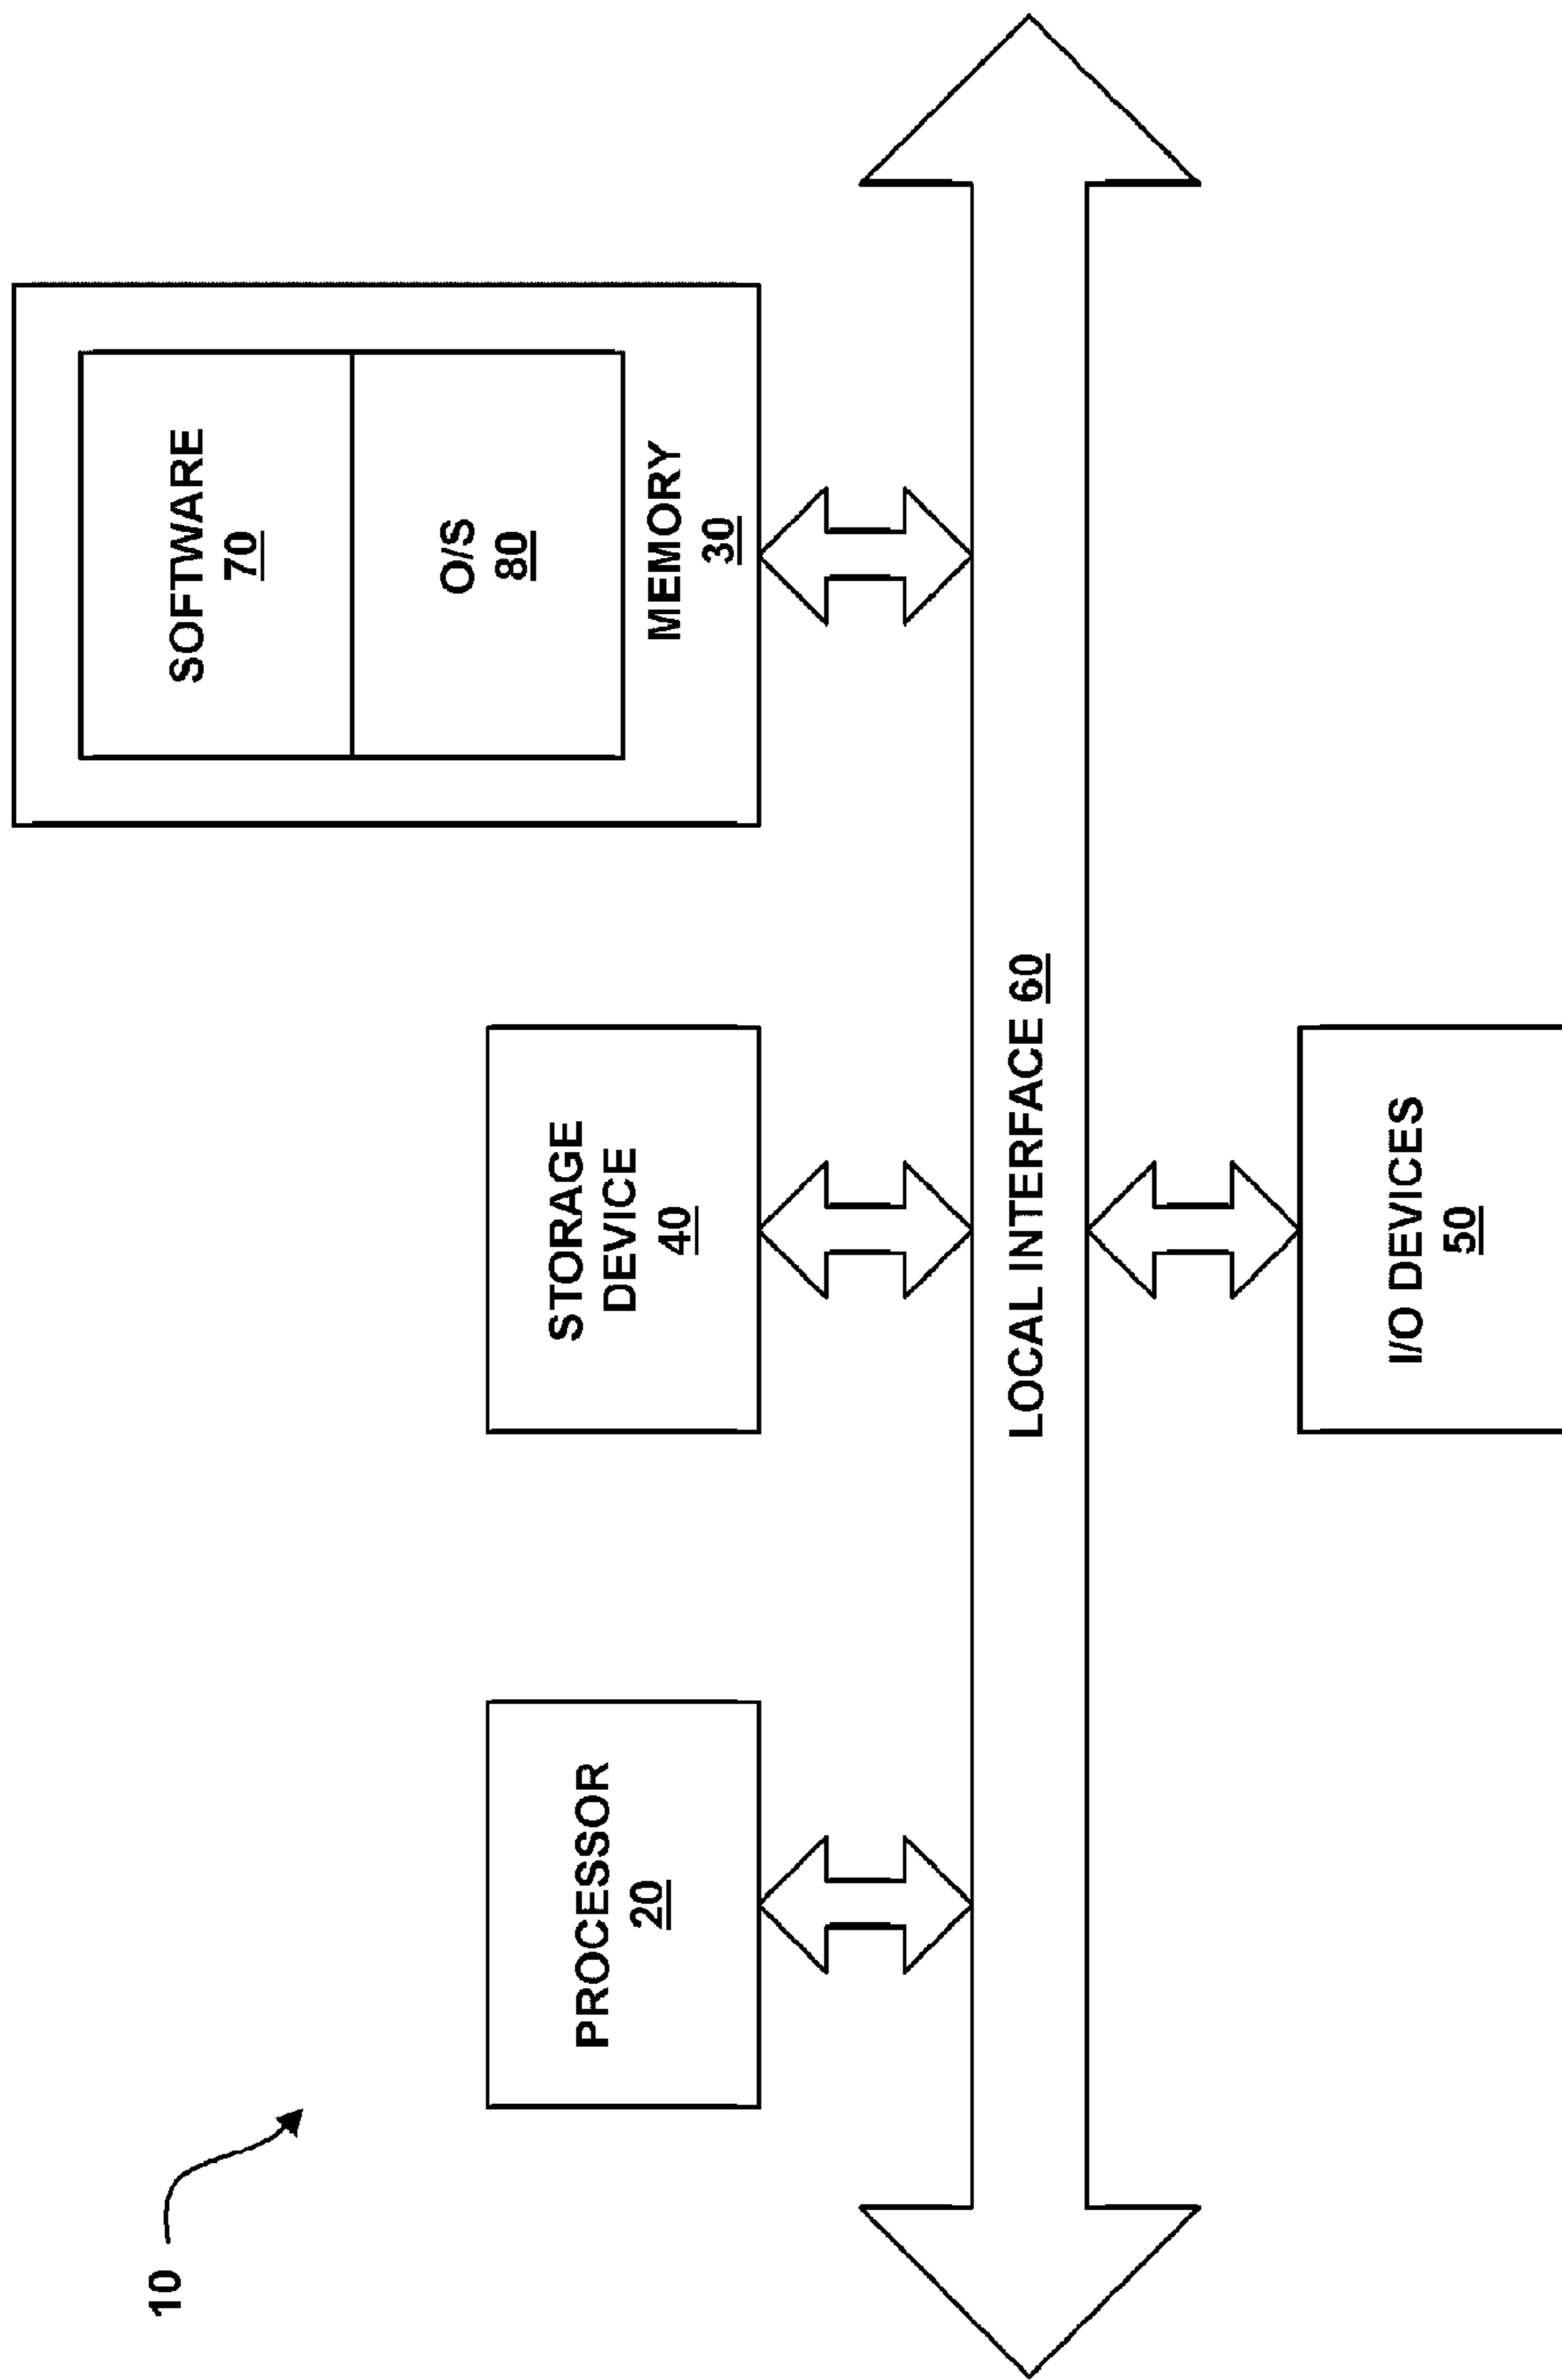 10
PROCESSOR
20
STORAGE
DEVICE
40
SOFTWARE
70
O/S
80
MEMORY
30
LOCAL INTERFACE 60
I/O DEVICES
50